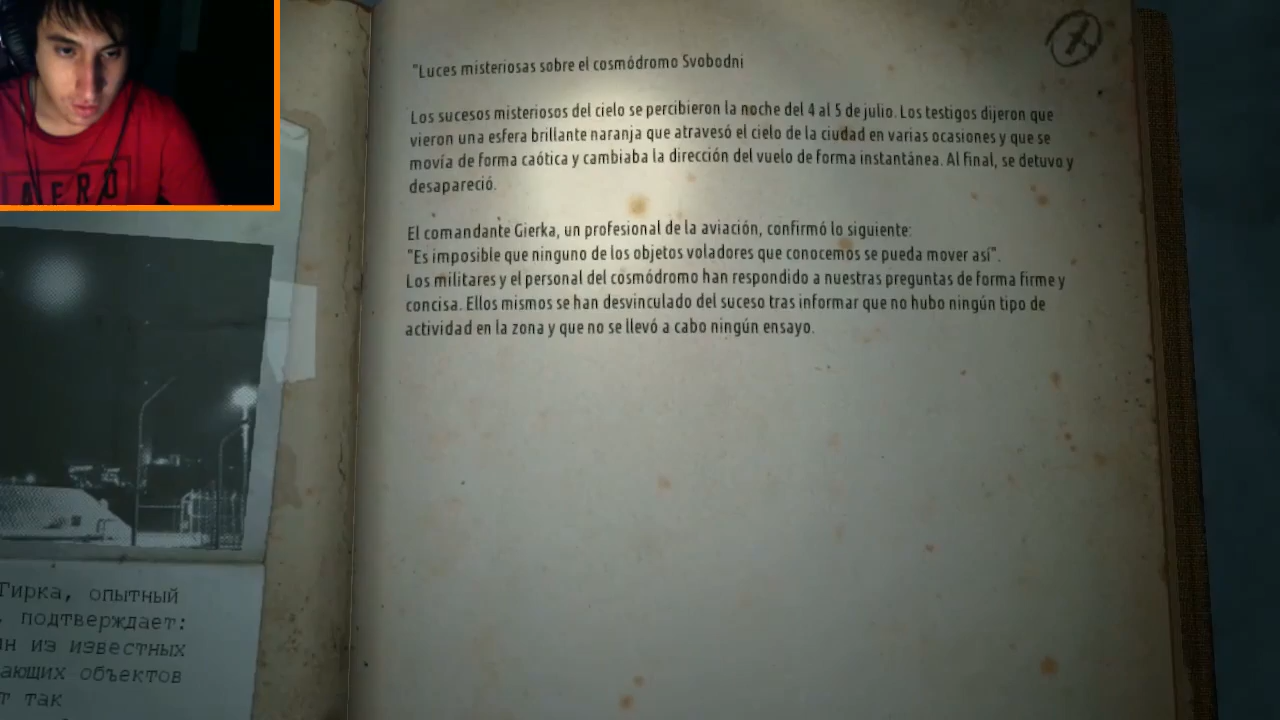 AERO
"Luces misteriosas sobre el cosmódromo Svobodni
Los sucesos misteriosos del cielo se percibieron la noche del 4 al 5 de julio. Los testigos dijeron que
vieron una esfera brillante naranja que atravesó el cielo de la ciudad en varias ocasiones y que se
movía de forma caótica y cambiaba la dirección del vuelo de forma instantánea. Al final, se detuvo y
desapareció.
El comandante Gierka, un profesional de la aviación, confirmó lo siguiente:
"Es imposible que ninguno de los objetos voladores que conocemos se pueda mover así".
Los militares y el personal del cosmódromo han respondido a nuestras preguntas de forma firme y
concisa. Ellos mismos se han desvinculado del suceso tras informar que no hubo ningún tipo de
actividad en la zona y que no se llevó a cabo ningún ensayo.
Гирка, опытный
подтверждает:
ин из известных
ающих объектов
т так